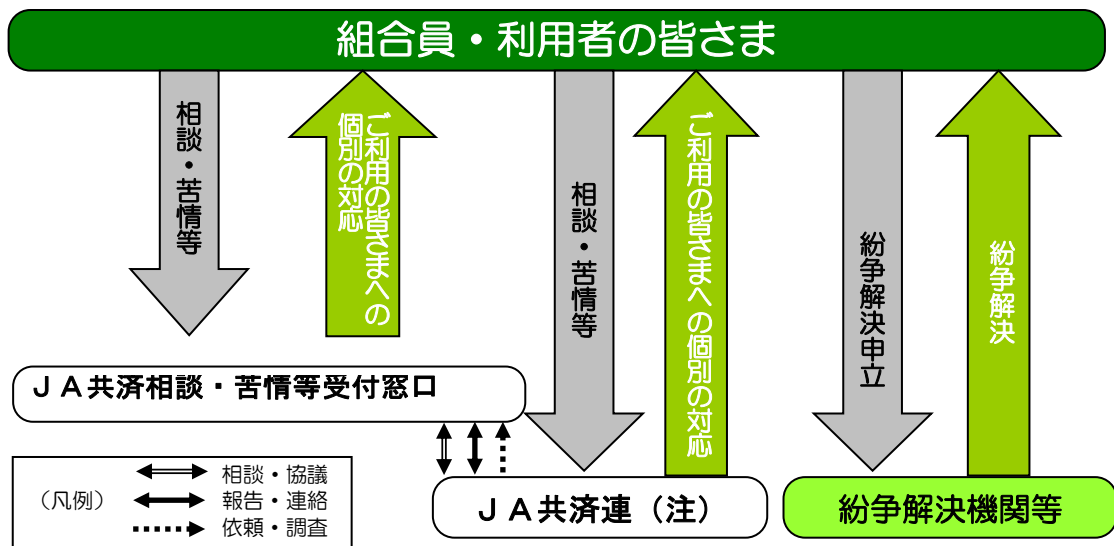 組合員・利用者の皆さま
相談・苦情等
ご利用の皆さまへの
個別の対応
相談・苦情等
ご利用の皆さまへの個別の対応
紛争解決申立
紛争解決
ＪＡ共済相談・苦情等受付窓口
（凡例）
相談・協議
報告・連絡
依頼・調査
ＪＡ共済連（注）
紛争解決機関等